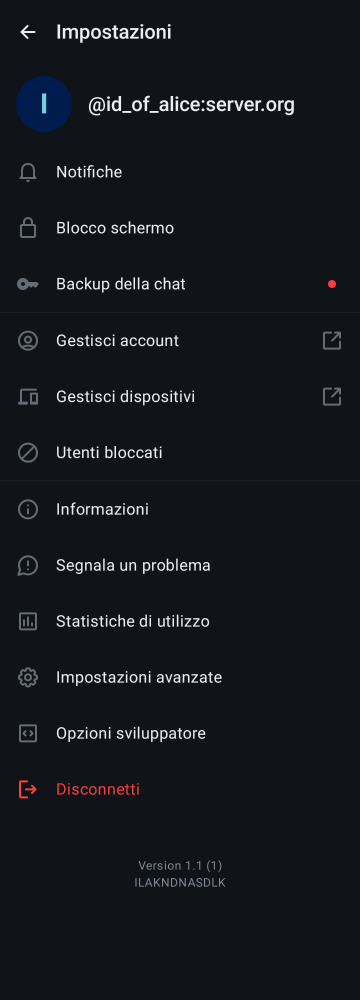 Impostazioni
I
@id_of_alice:server.org
Notifiche
Blocco schermo
Backup della chat
Gestisci account
Gestisci dispositivi
Utenti bloccati
Informazioni
Segnala un problema
Statistiche di utilizzo
Impostazioni avanzate
Opzioni sviluppatore
Disconnetti
Version 1.1 (1)
ILAKNDNASDLK